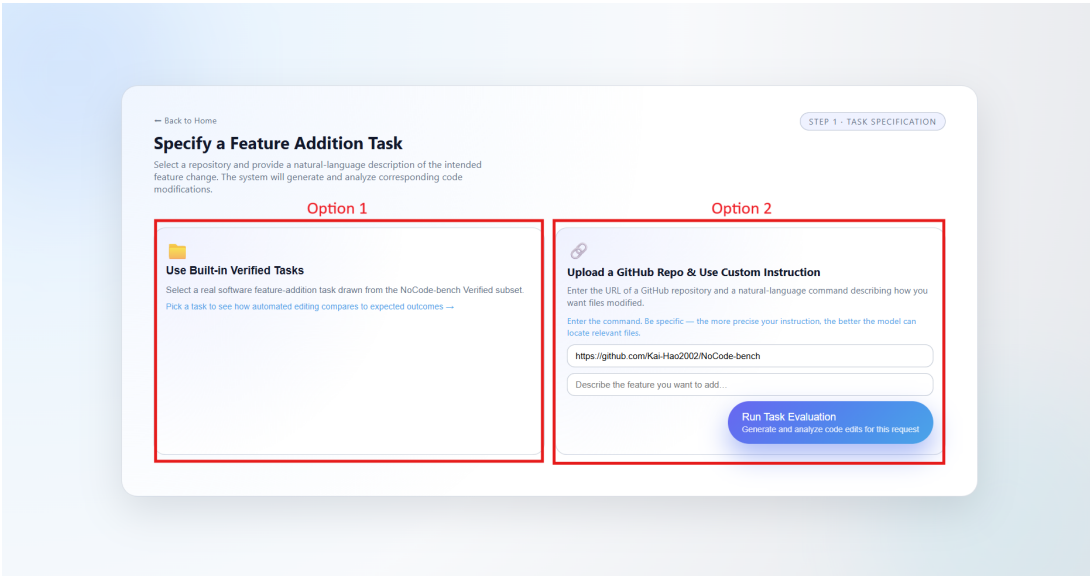 ← Back to Home
STEP 1 · TASK SPECIFICATION
Specify a Feature Addition Task
Select a repository and provide a natural-language description of the intended
feature change. The system will generate and analyze corresponding code
modifications.
Option 1
Use Built-in Verified Tasks
Select a real software feature-addition task drawn from the NoCode-bench Verified subset
Pick a task to see how automated editing compares to expected outcomes →
Option 2
Upload a GitHub Repo & Use Custom Instruction
Enter the URL of a GitHub repository and a natural-language command describing how you
want files modified.
Enter the command. Be specific — the more precise your instruction, the better the model can
locate relevant files.
https://github.com/Kai-Hao2002/NoCode-bench
Describe the feature you want to add...
Run Task Evaluation
Generate and analyze code edits for this request